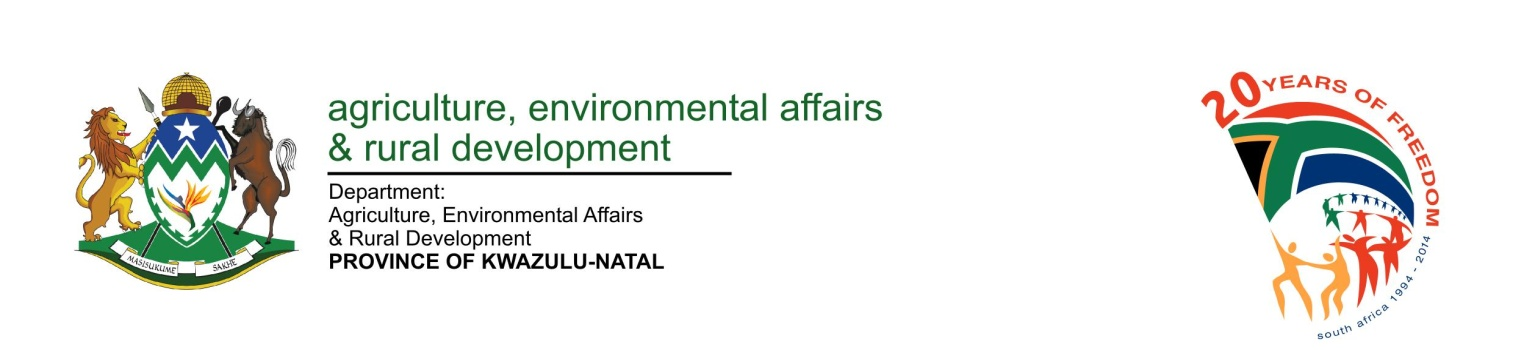 agriculture, environmental affairs
& rural development
Department:
Agriculture, Environmental Affairs
& Rural Development
PROVINCE OF KWAZULU-NATAL
MASISUKUME SAKHE
20 YEARS OF FREEDOM
south africa 1994 - 2014